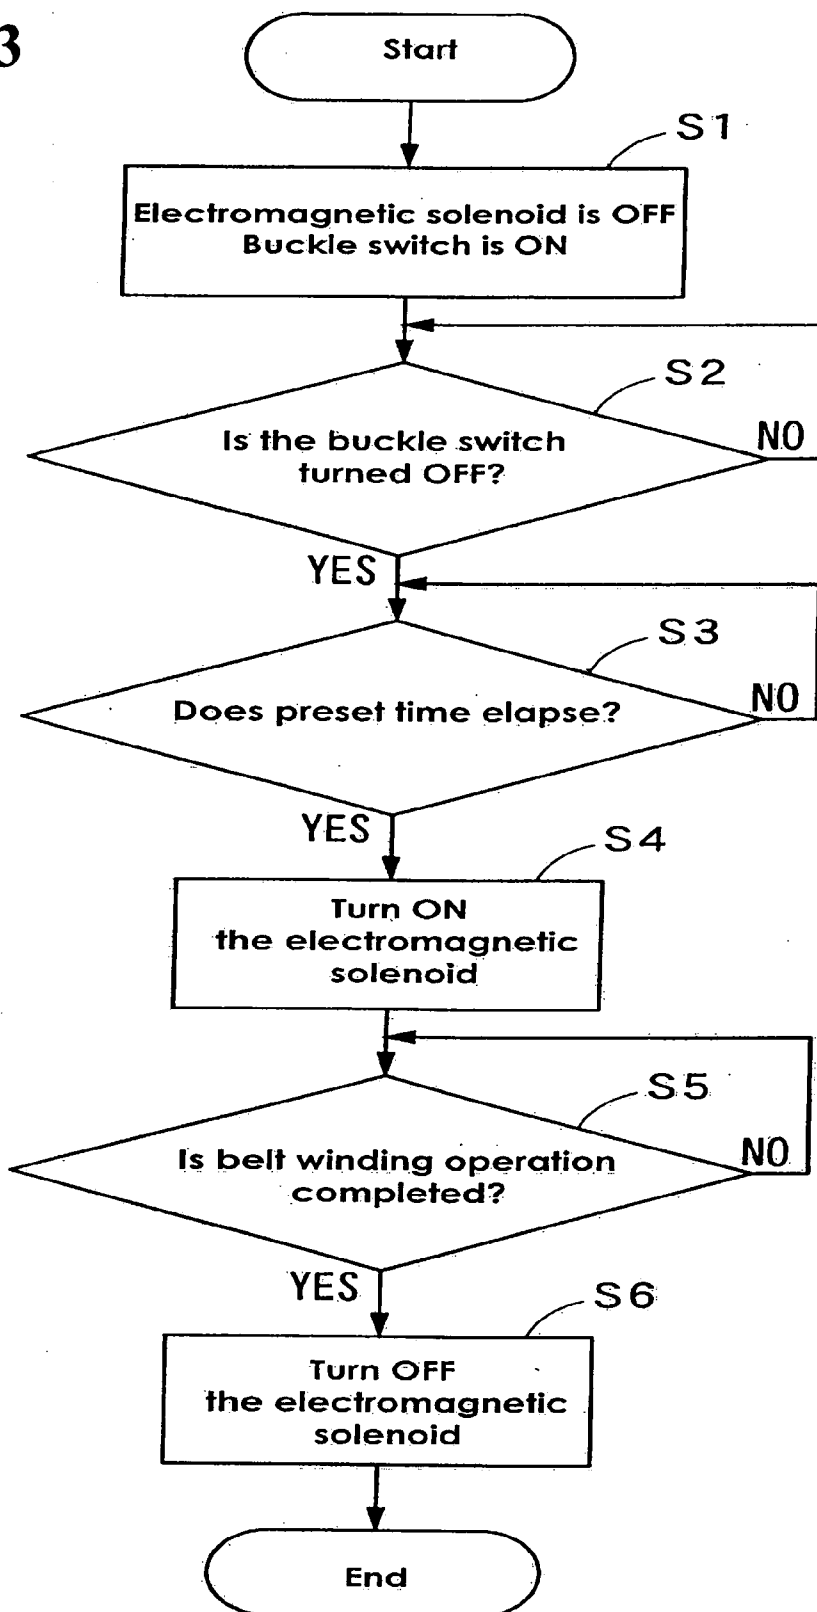 3
Start
S1
Electromagnetic solenoid is OFF
Buckle switch is ON
S2
Is the buckle switch
turned OFF?
NO
YES
S3
Does preset time elapse?
NO
YES
S4
Turn ON
the electromagnetic
solenoid
S5
Is belt winding operation
completed?
NO
YES
S6
Turn OFF
the electromagnetic
solenoid
End